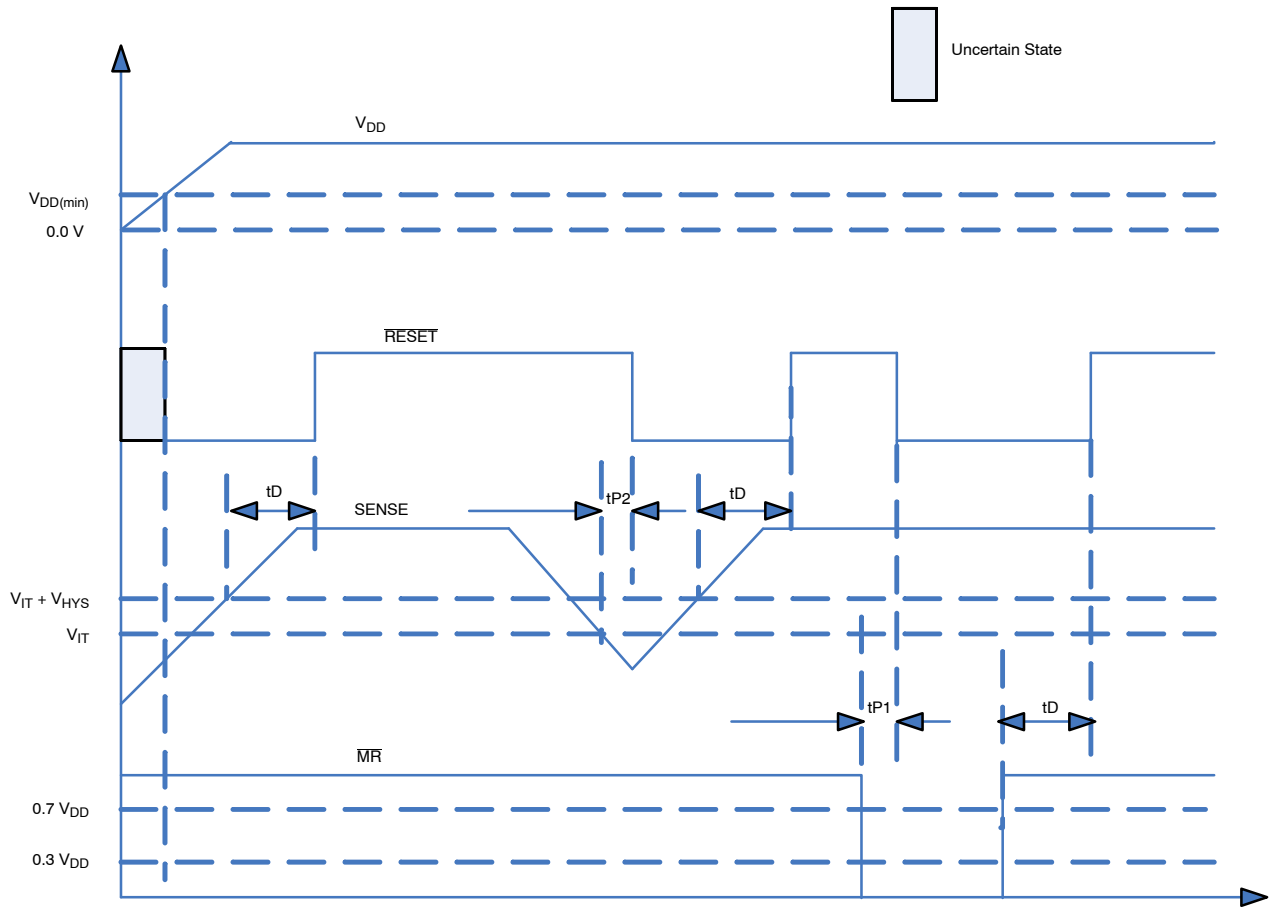 Uncertain State
VDD
VDD(min)
0.0 V
RESET
tD
SENSE
tP2
tD
VIT + VHYS
VIT
tP1
tD
MR
0.7 VDD
0.3 VDD